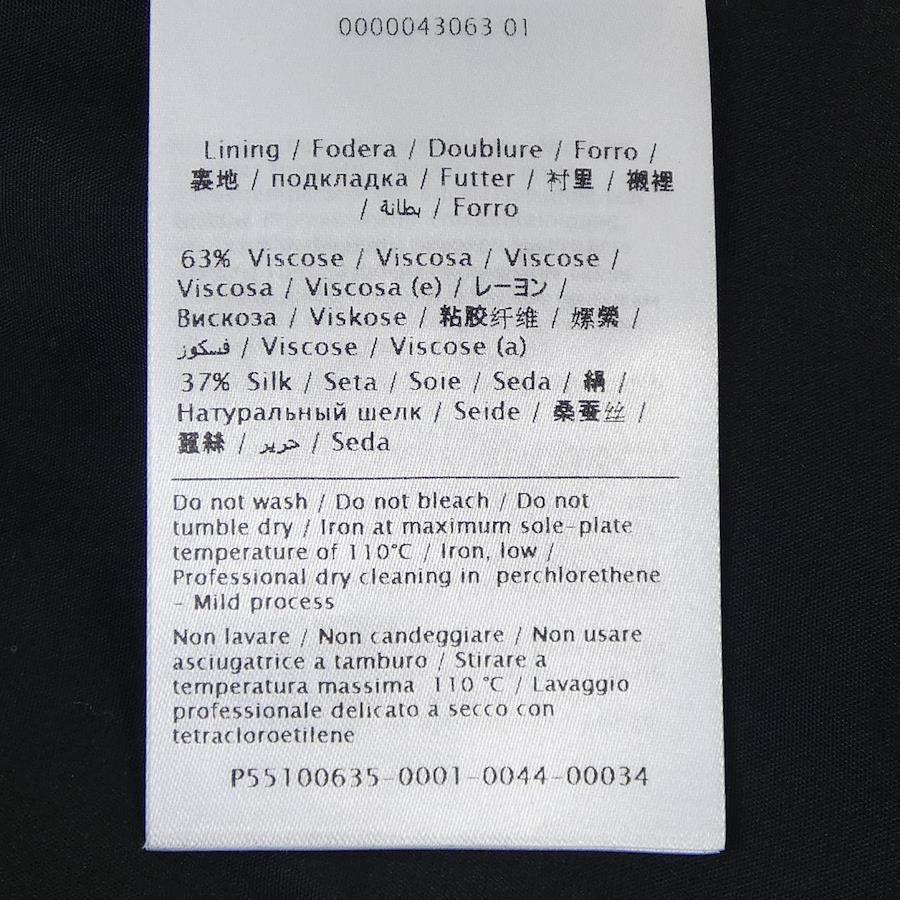 0000043063 01
Lining / Fodera / Doublure / Forro /
裏地 / подкладка / Futter / 衬里 / 襯裡
/ بطانة / Forro
63% Viscose / Viscosa / Viscose /
Viscosa / Viscosa (e) / レーヨン /
Вискоза / Viskose / 粘胶纤维 / 嫘縈 /
فسكوز / Viscose / Viscose (a)
37% Silk / Seta / Soie / Seda / 絹 /
Натуральный шелк / Seide / 桑蚕丝 /
蠶絲 / حرير / Seda
Do not wash / Do not bleach / Do not
tumble dry / Iron at maximum sole-plate
temperature of 110°C / Iron, low /
Professional dry cleaning in perchlorethene
- Mild process
Non lavare / Non candeggiare / Non usare
asciugatrice a tamburo / Stirare a
temperatura massima 110 °C / Lavaggio
professionale delicato a secco con
tetracloroetilene
P55100635-0001-0044-00034